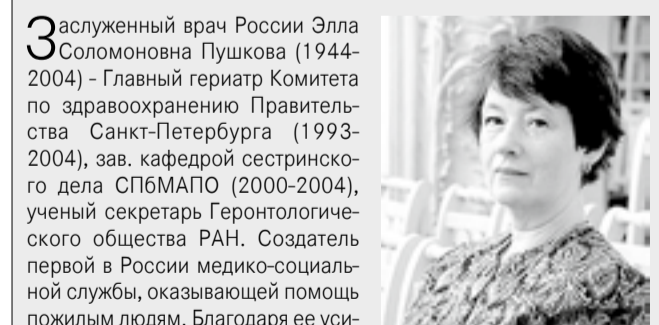 Заслуженный врач России Элла
Соломоновна Пушкова (1944-
2004) - Главный гериатр Комитета
по здравоохранению Правитель-
ства Санкт-Петербурга (1993-
2004), зав. кафедрой сестринско-
го дела СПбМАПО (2000-2004),
ученый секретарь Геронтологиче-
ского общества РАН. Создатель
первой в России медико-социаль-
ной службы, оказывающей помощь
пожилым людям. Благодаря ее уси-